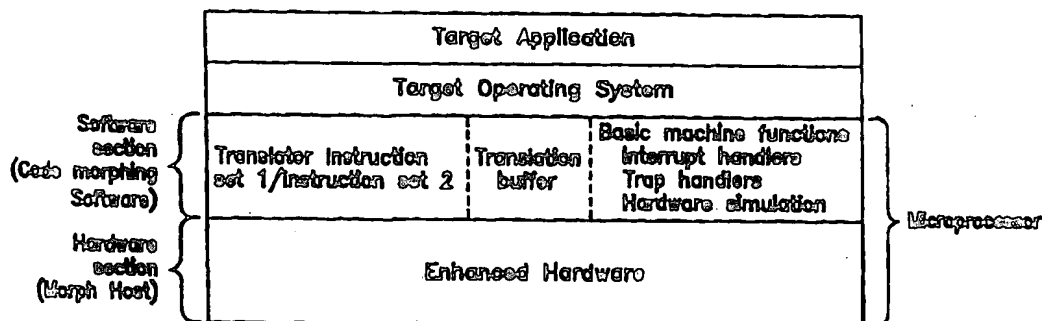 Target Application
Target Operating System
Software
section
(Code morphing
Software)
Translator Instruction
set 1/instruction set 2
Translation
buffer
Basic machine functions
Interrupt handlers
Trap handlers
Hardware simulation
Microprocessor
Hardware
section
(Morph Host)
Enhanced Hardware